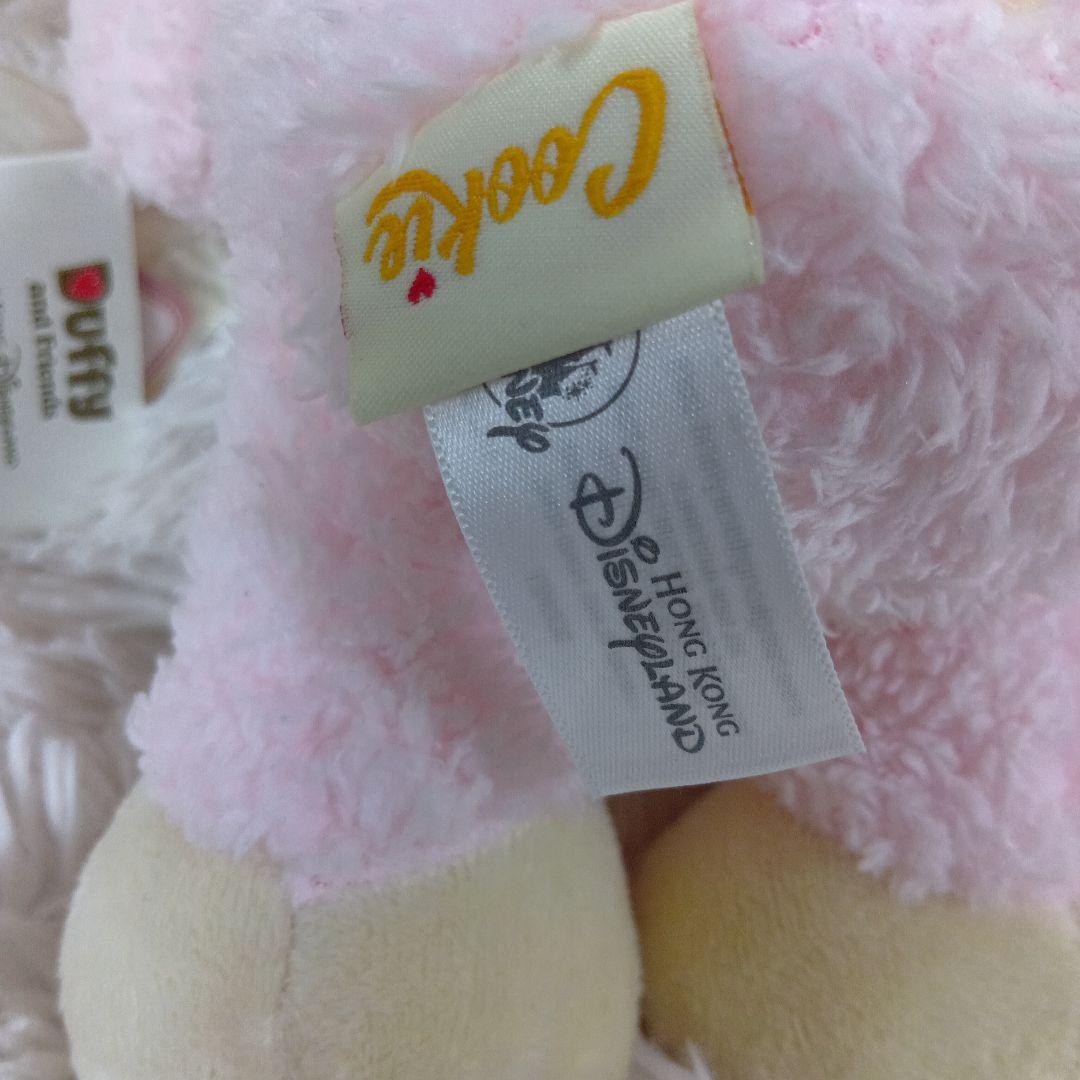 Cookie
Duffy
and Friends
HONG KONG
DISNEYLAND